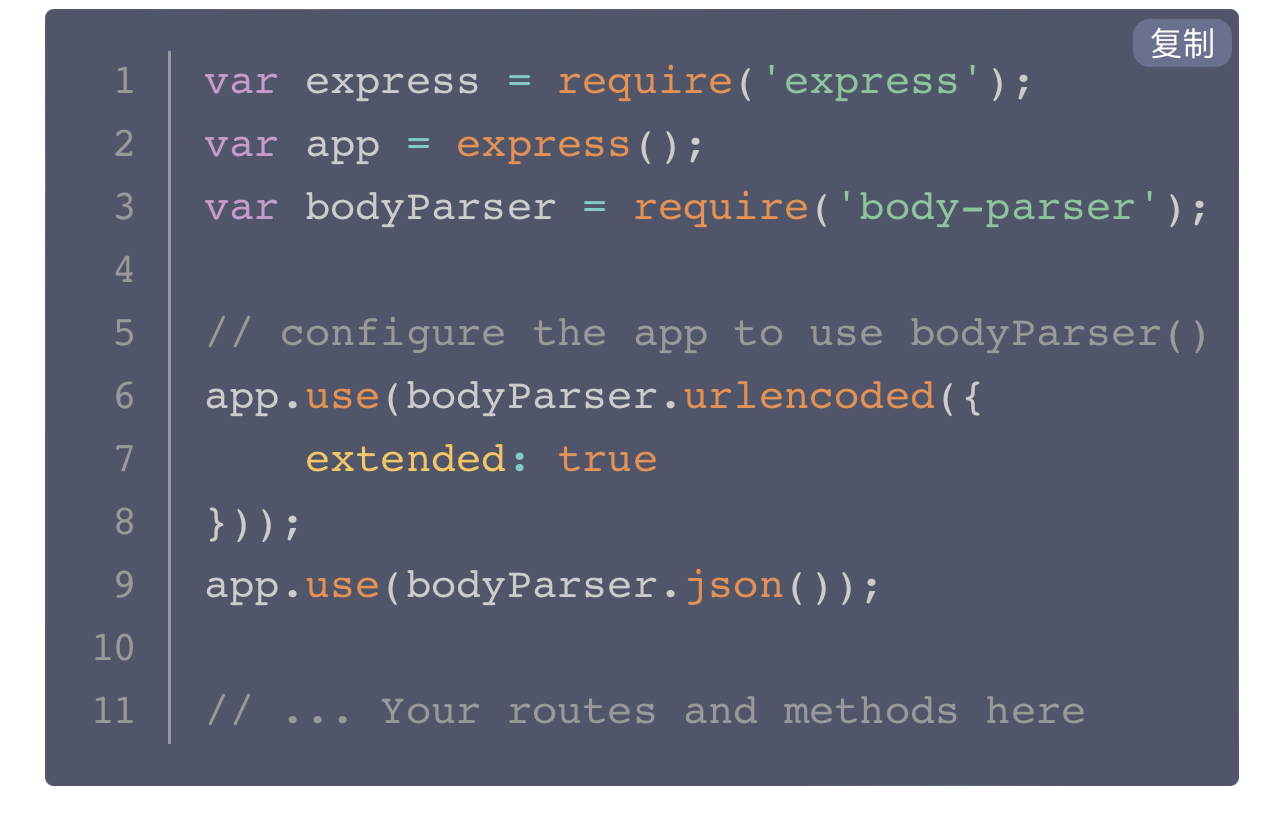 复制
1 var express = require('express');
2 var app = express();
3 var bodyParser = require('body-parser');
4
5 // configure the app to use bodyParser()
6 app.use(bodyParser.urlencoded({
7     extended: true
8 }));
9 app.use(bodyParser.json());
10
11 // ... Your routes and methods here